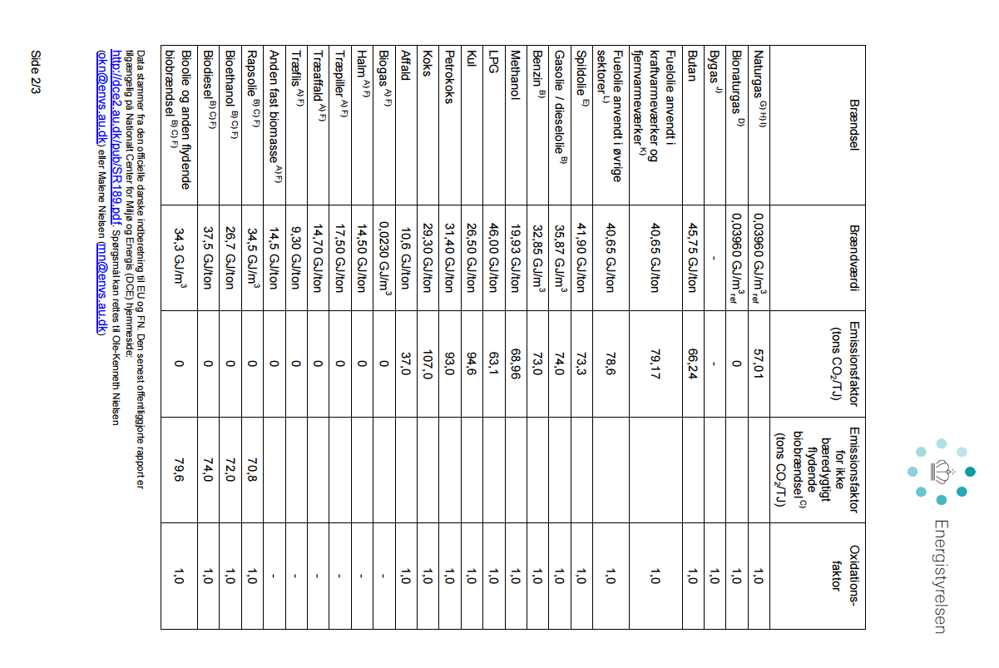 Energistyrelsen
Brændsel Brændværdi Emissionsfaktor (tons CO₂/TJ) Emissionsfaktor for ikke bæredygtigt flydende biobrændsel C) (tons CO₂/TJ) Oxidations-faktor
Naturgas G) H) I) 0,03960 GJ/m³ref 57,01 1,0
Bionaturgas D) 0,03960 GJ/m³ref 0 1,0
Bygas J) - - 1,0
Butan 45,75 GJ/ton 66,24 1,0
Fuelolie anvendt i kraftvarmeværker og fjernvarmeværker K) 40,65 GJ/ton 79,17 1,0
Fuelolie anvendt i øvrige sektorer L) 40,65 GJ/ton 78,6 1,0
Spildolie E) 41,90 GJ/ton 73,3 1,0
Gasolie / dieselolie B) 35,87 GJ/m³ 74,0 1,0
Benzin B) 32,85 GJ/m³ 73,0 1,0
Methanol 19,93 GJ/ton 68,96 1,0
LPG 46,00 GJ/ton 63,1 1,0
Kul 26,50 GJ/ton 94,6 1,0
Petrokoks 31,40 GJ/ton 93,0 1,0
Koks 29,30 GJ/ton 107,0 1,0
Affald 10,6 GJ/ton 37,0 1,0
Biogas A) F) 0,0230 GJ/m³ 0 -
Halm A) F) 14,50 GJ/ton 0 -
Træpiller A) F) 17,50 GJ/ton 0 -
Træaffald A) F) 14,70 GJ/ton 0 -
Træflis A) F) 9,30 GJ/ton 0 -
Anden fast biomasse A) F) 14,5 GJ/ton 0 -
Rapsolie B) C) F) 34,5 GJ/m³ 0 70,8 1,0
Bioethanol B) C) F) 26,7 GJ/ton 0 72,0 1,0
Biodiesel B) C) F) 37,5 GJ/ton 0 74,0 1,0
Bioolie og anden flydende biobrændsel B) C) F) 34,3 GJ/m³ 0 79,6 1,0
Data stammer fra den officielle danske indberetning til EU og FN. Den senest offentliggjorte rapport er
tilgængelig på Nationalt Center for Miljø og Energis (DCE) hjemmeside:
http://dce2.au.dk/pub/SR189.pdf. Spørgsmål kan rettes til Ole-Kenneth Nielsen
(okn@envs.au.dk) eller Malene Nielsen (mn@envs.au.dk)
Side 2/3